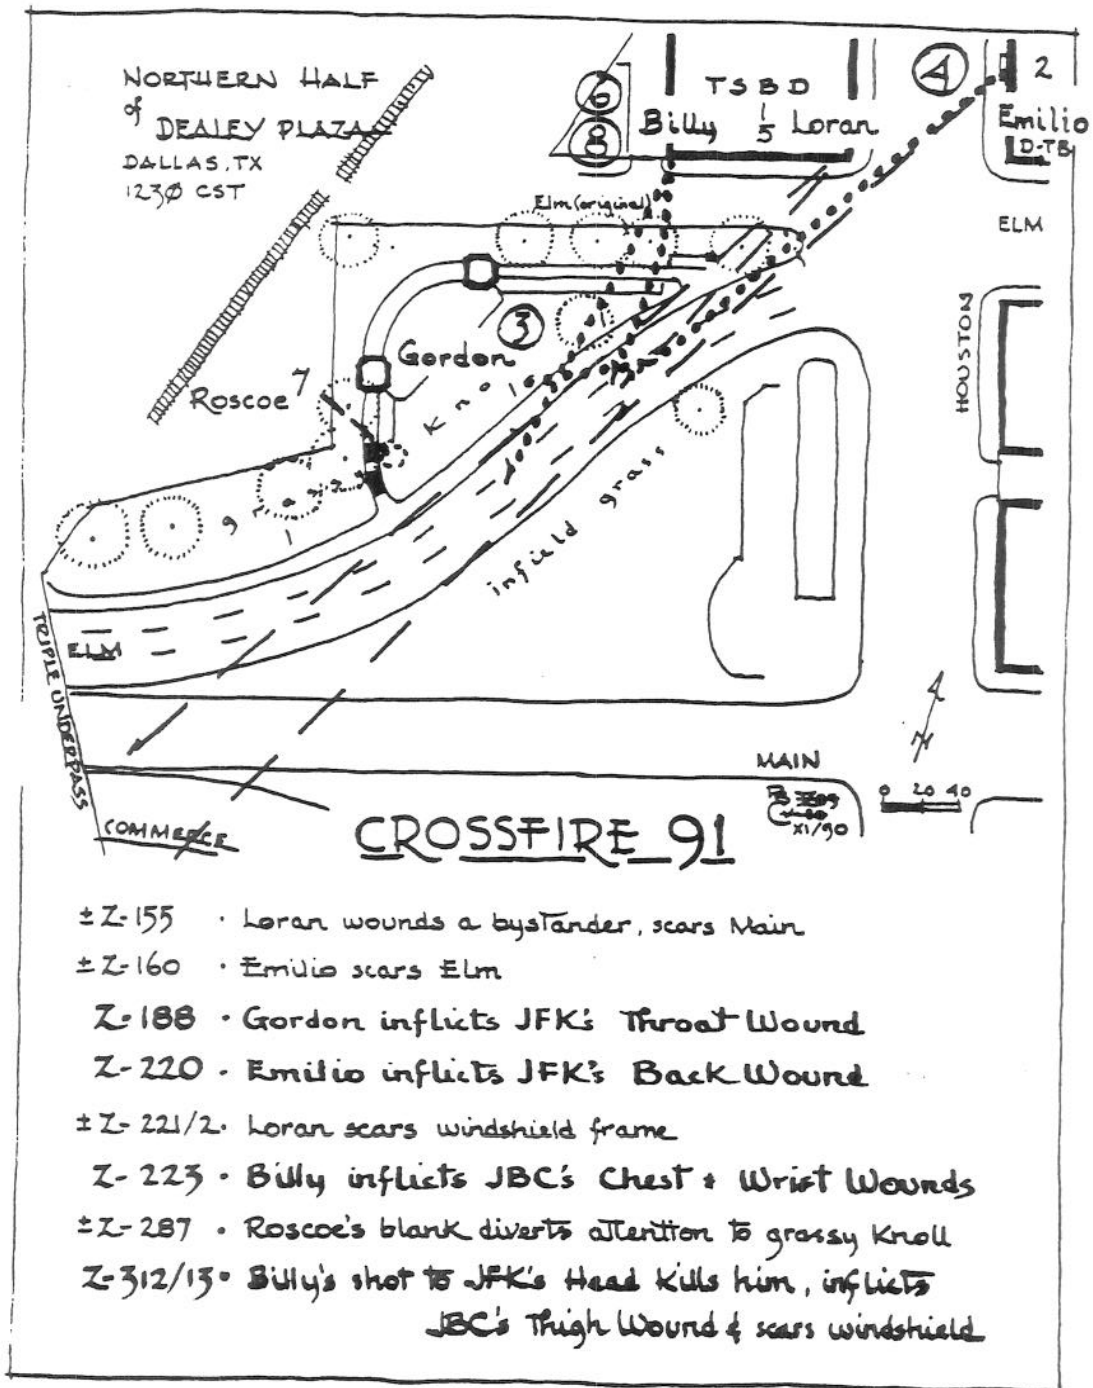 NORTHERN HALF
of
DEALEY PLAZA
DALLAS, TX
123Ø CST
6
8
TSBD
Billy 1/5 Loran
4
2
Emilio
D-TB
Elm (original)
ELM
HOUSTON
3
Gordon
Roscoe 7
Kno
g
a
infield grass
ELM
TRIPLE UNDERPASS
N
MAIN
0 20 40
XI/90
COMMERCE
CROSSFIRE 91
±Z-155 · Loran wounds a bystander, scars Main
±Z-160 · Emilio scars Elm
Z-188 · Gordon inflicts JFK's Throat Wound
Z-220 · Emilio inflicts JFK's Back Wound
±Z-221/2 · Loran scars windshield frame
Z-223 · Billy inflicts JBC's Chest & Wrist Wounds
±Z-287 · Roscoe's blank diverts attention to grassy Knoll
Z-312/13 · Billy's shot to JFK's Head Kills him, inflicts
JBC's Thigh Wound & scars windshield